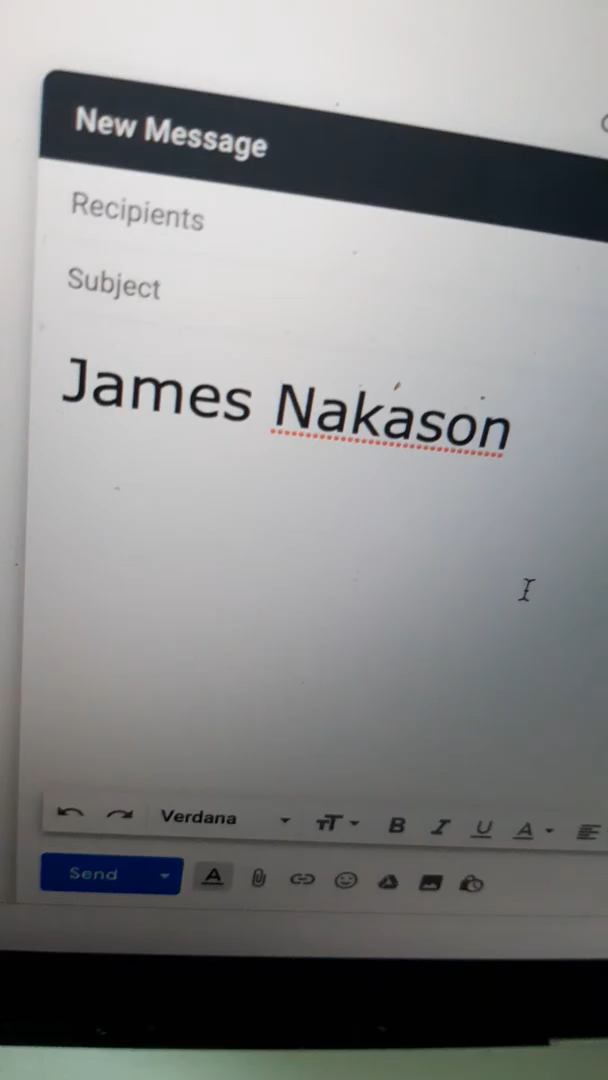 New Message
Recipients
Subject
James Nakason
Verdana
Send